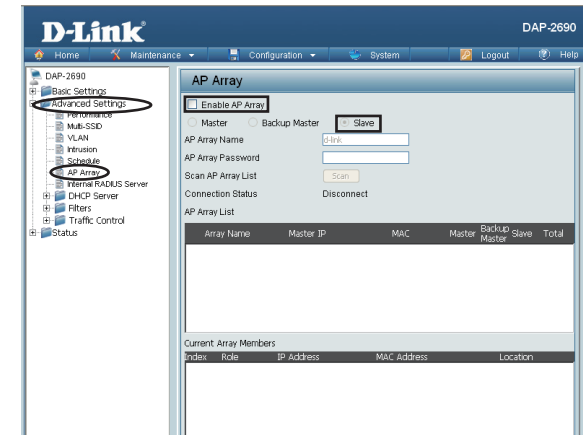 D-Link®
DAP-2690
Home
Maintenance
Configuration
System
Logout
Help
DAP-2690
Basic Settings
Advanced Settings
Performance
Multi-SSID
VLAN
Intrusion
Schedule
AP Array
Internal RADIUS Server
DHCP Server
Filters
Traffic Control
Status
AP Array
Enable AP Array
Master Backup Master Slave
AP Array Name d-link
AP Array Password
Scan AP Array List Scan
Connection Status Disconnect
AP Array List
Array Name Master IP MAC Master Backup Master Slave Total
Current Array Members
Index Role IP Address MAC Address Location